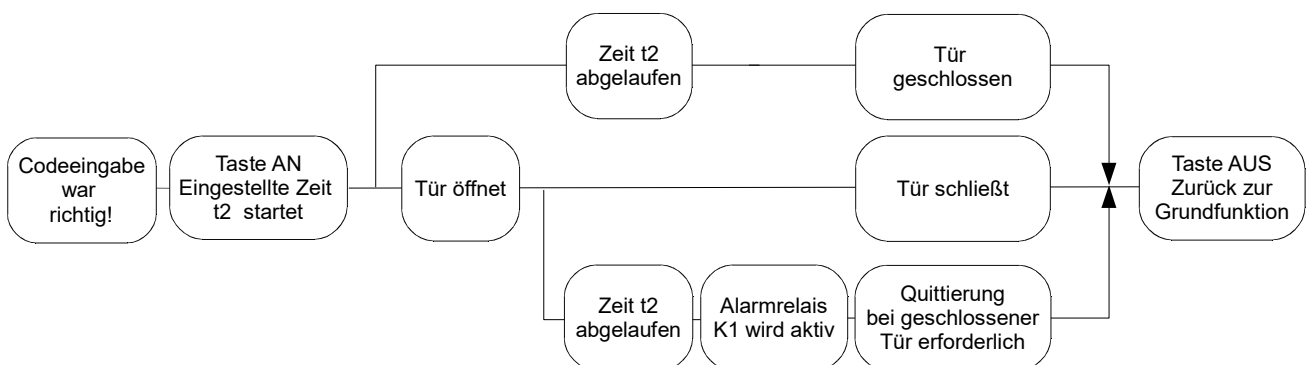 Codeeingabe
war
richtig!
Taste AN
Eingestellte Zeit
t2 startet
Zeit t2
abgelaufen
Tür
geschlossen
Tür öffnet
Tür schließt
Zeit t2
abgelaufen
Alarmrelais
K1 wird aktiv
Quittierung
bei geschlossener
Tür erforderlich
Taste AUS
Zurück zur
Grundfunktion